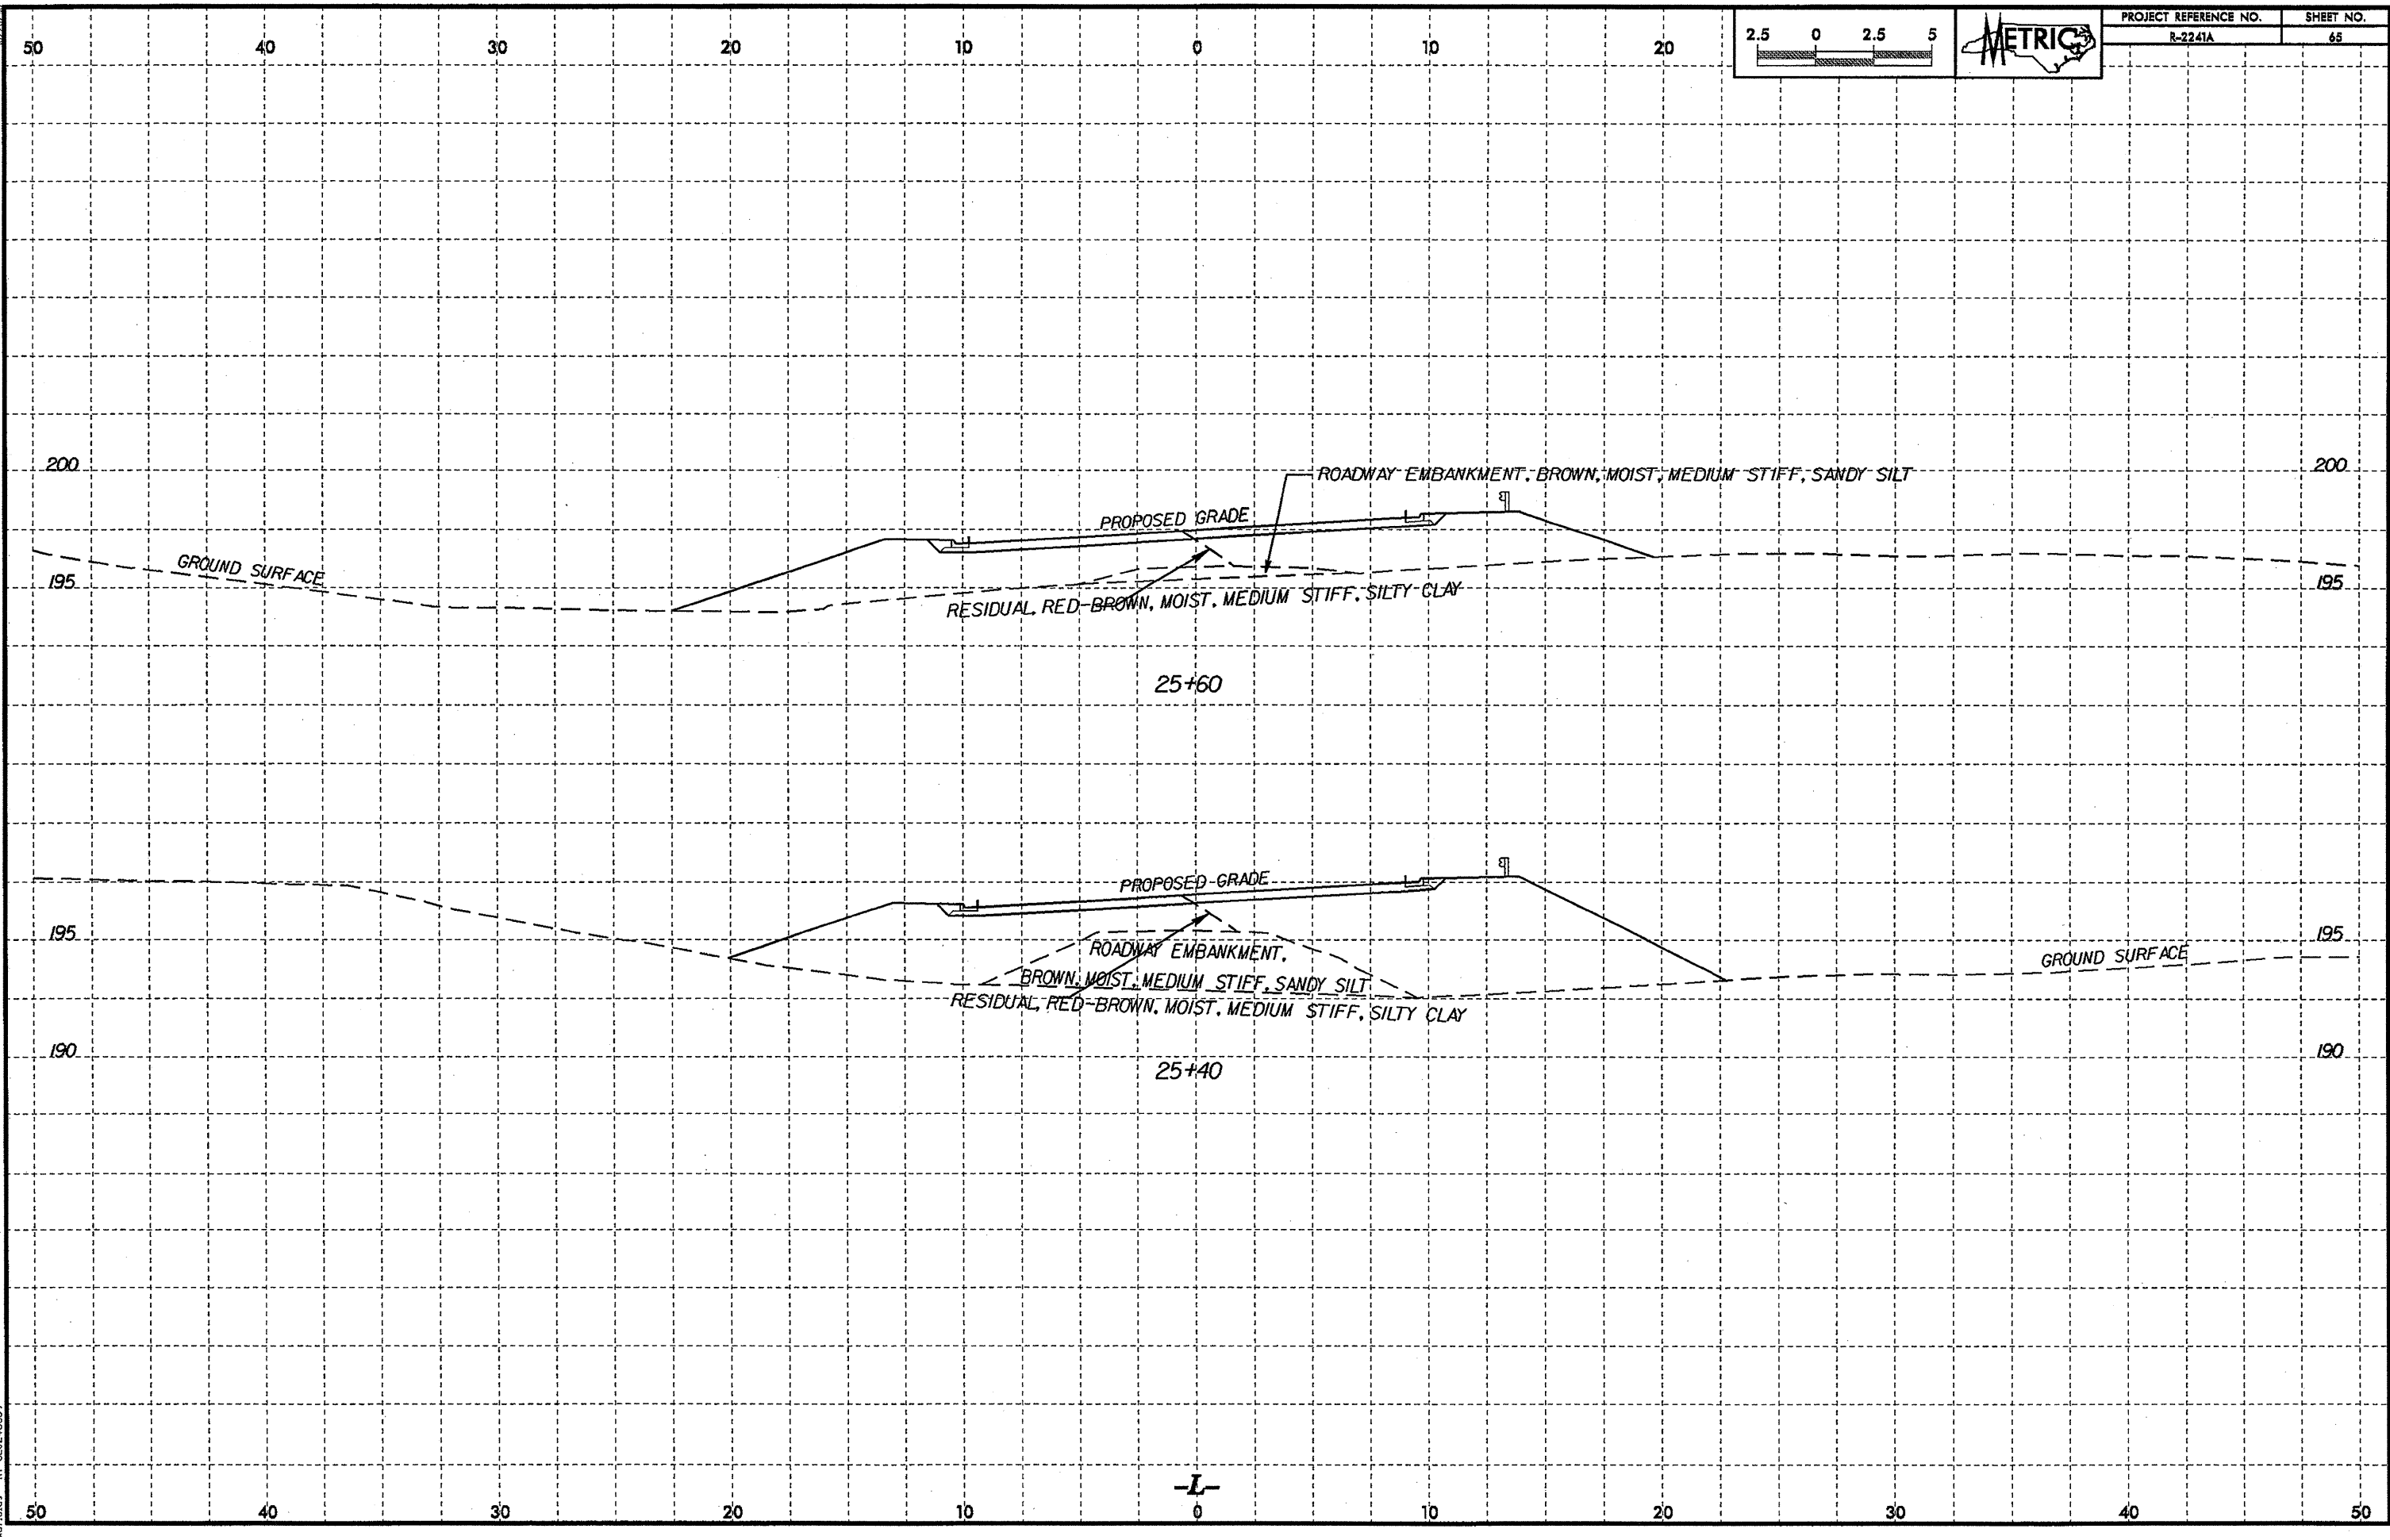 PROJECT REFERENCE NO. SHEET NO.
R-2241A 65
2.5 0 2.5 5
METRIC
50 40 30 20 10 0 10 20
200 200
ROADWAY EMBANKMENT, BROWN, MOIST, MEDIUM STIFF, SANDY SILT
PROPOSED GRADE
GROUND SURFACE
195 195
RESIDUAL, RED-BROWN, MOIST, MEDIUM STIFF, SILTY CLAY
25+60
PROPOSED GRADE
195 195
ROADWAY EMBANKMENT,
GROUND SURFACE
BROWN, MOIST, MEDIUM STIFF, SANDY SILT
RESIDUAL, RED-BROWN, MOIST, MEDIUM STIFF, SILTY CLAY
190 190
25+40
-L-
50 40 30 20 10 0 10 20 30 40 50